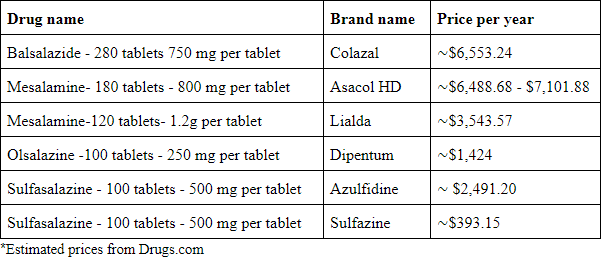 Drug name Brand name Price per year
Balsalazide - 280 tablets 750 mg per tablet Colazal ~$6,553.24
Mesalamine- 180 tablets - 800 mg per tablet Asacol HD ~$6,488.68 - $7,101.88
Mesalamine-120 tablets- 1.2g per tablet Lialda ~$3,543.57
Olsalazine -100 tablets - 250 mg per tablet Dipentum ~$1,424
Sulfasalazine - 100 tablets - 500 mg per tablet Azulfidine ~ $2,491.20
Sulfasalazine - 100 tablets - 500 mg per tablet Sulfazine ~$393.15
*Estimated prices from Drugs.com